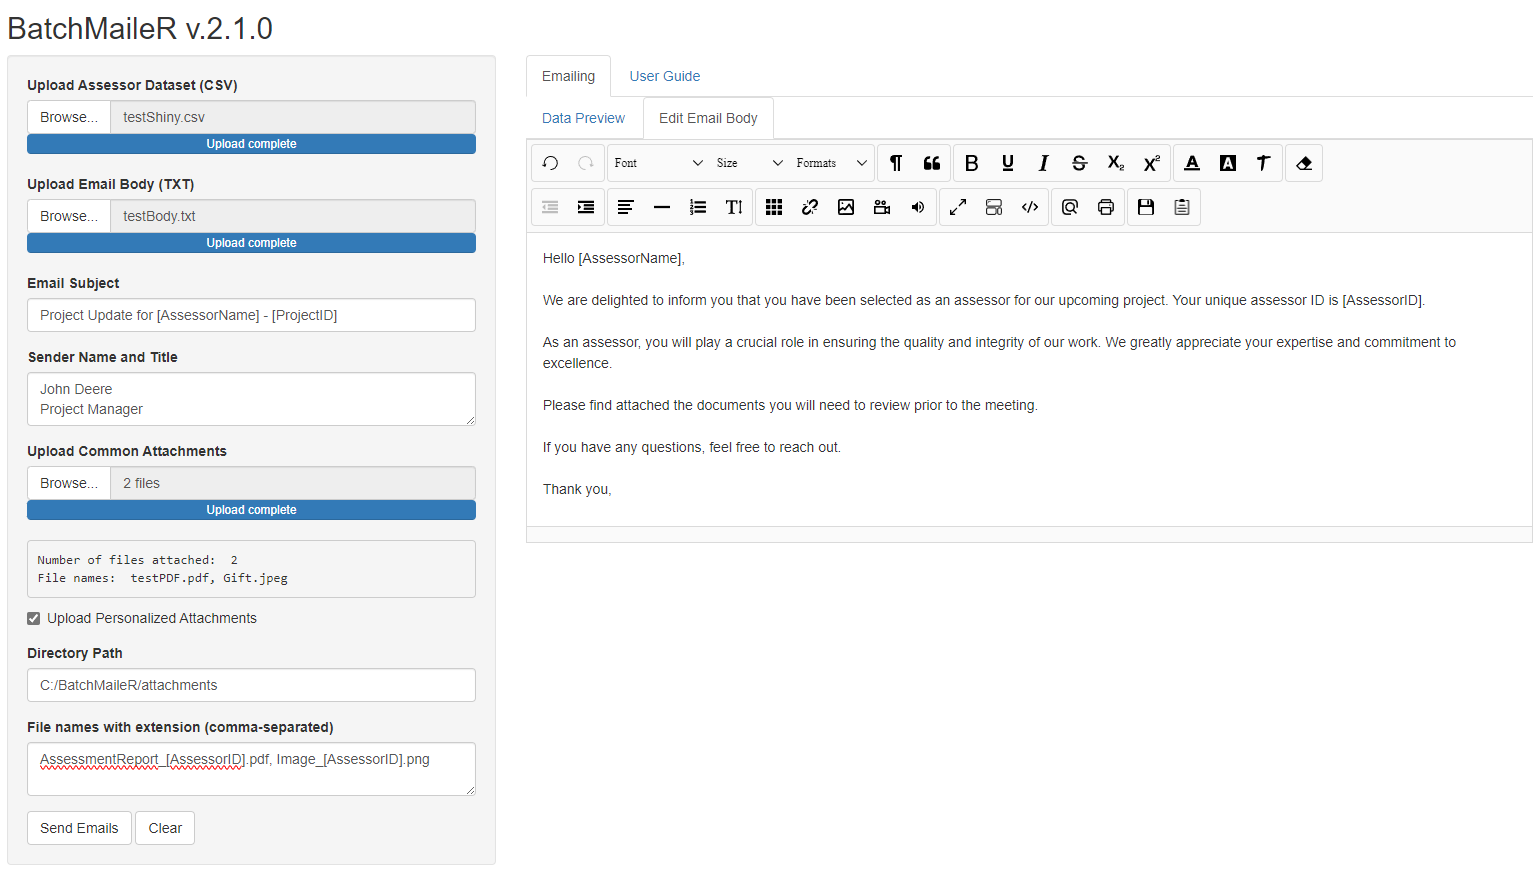 BatchMaileR v.2.1.0
Upload Assessor Dataset (CSV)
Browse... testShiny.csv
Upload complete
Upload Email Body (TXT)
Browse... testBody.txt
Upload complete
Email Subject
Project Update for [AssessorName] - [ProjectID]
Sender Name and Title
John Deere
Project Manager
Upload Common Attachments
Browse... 2 files
Upload complete
Number of files attached: 2
File names: testPDF.pdf, Gift.jpeg
Upload Personalized Attachments
Directory Path
C:/BatchMaileR/attachments
File names with extension (comma-separated)
AssessmentReport_[AssessorID].pdf, Image_[AssessorID].png
Send Emails Clear
Emailing User Guide
Data Preview Edit Email Body
Font Size Formats
Hello [AssessorName],
We are delighted to inform you that you have been selected as an assessor for our upcoming project. Your unique assessor ID is [AssessorID].
As an assessor, you will play a crucial role in ensuring the quality and integrity of our work. We greatly appreciate your expertise and commitment to
excellence.
Please find attached the documents you will need to review prior to the meeting.
If you have any questions, feel free to reach out.
Thank you,